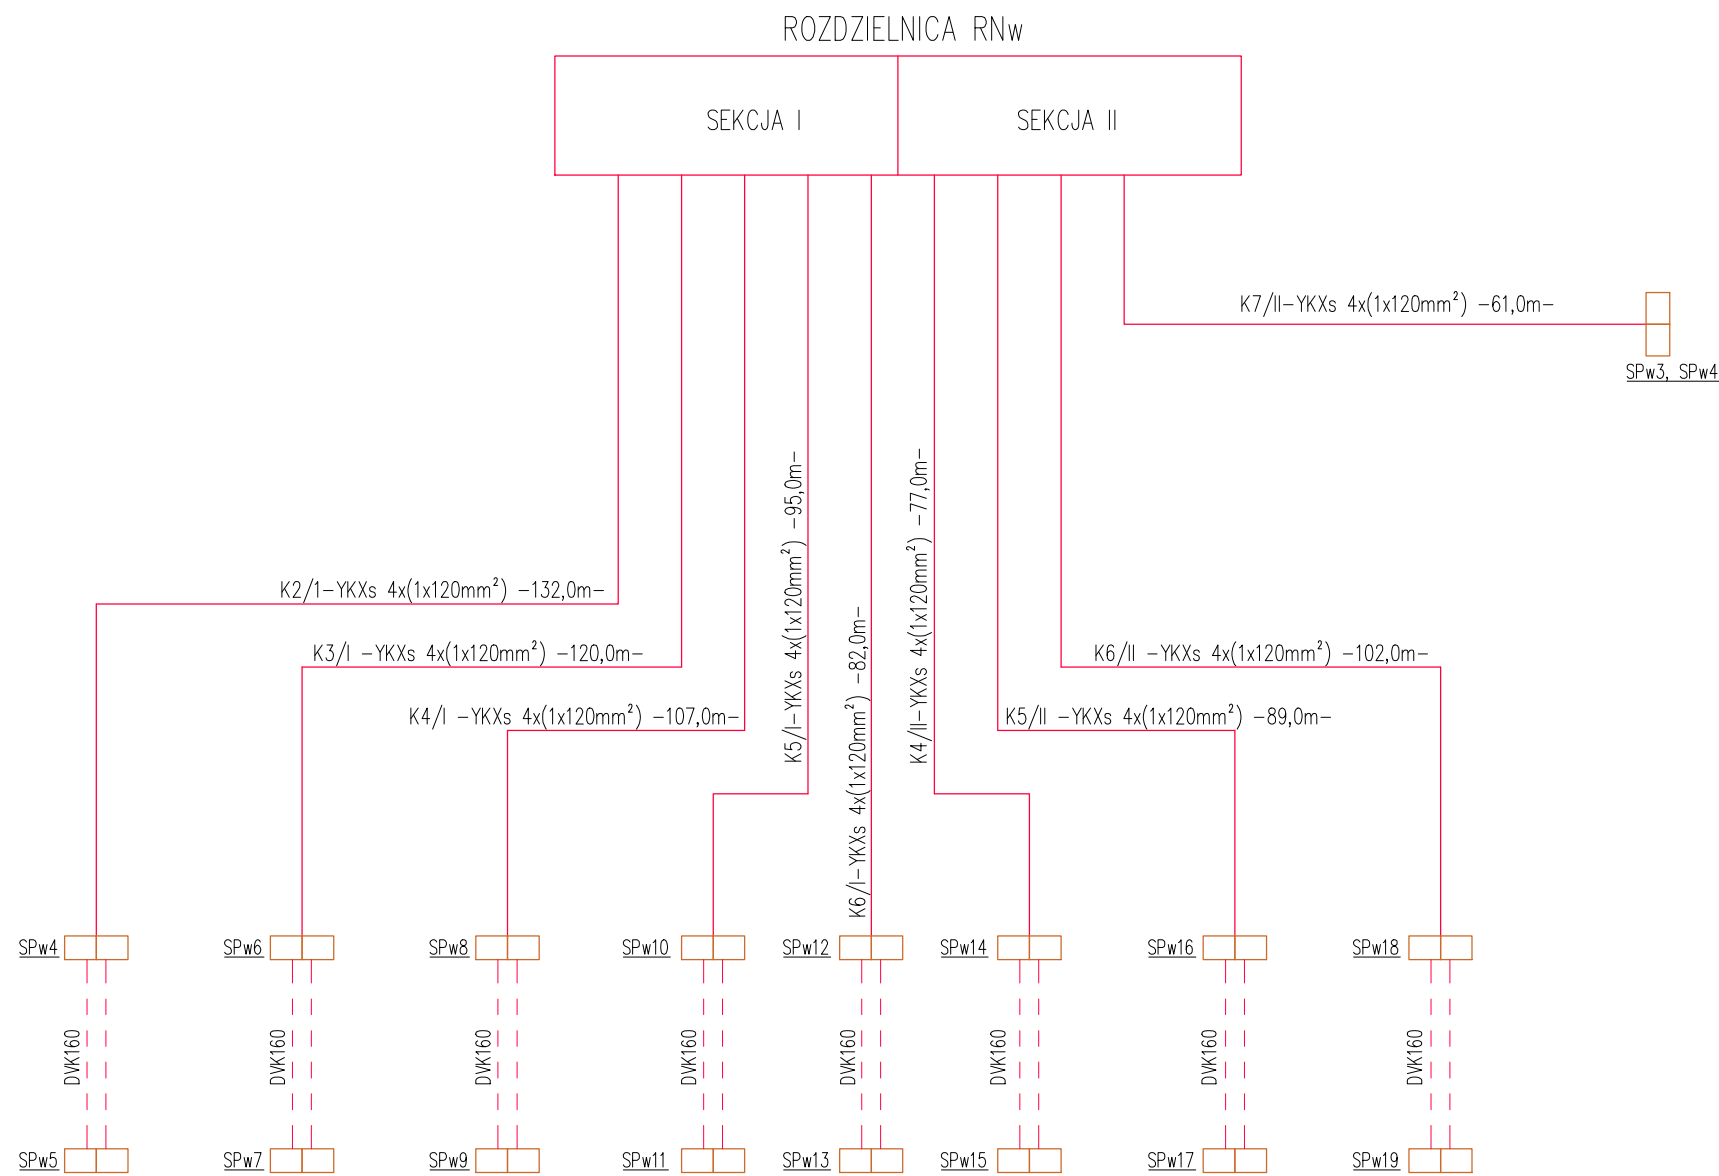 ROZDZIELNICA RNw
SEKCJA I
SEKCJA II
K7/II-YKXs 4x(1x120mm²) -61,0m-
SPw3, SPw4
K5/I-YKXs 4x(1x120mm²) -95,0m-
K4/II-YKXs 4x(1x120mm²) -77,0m-
K2/1-YKXs 4x(1x120mm²) -132,0m-
K6/I-YKXs 4x(1x120mm²) -82,0m-
K3/I -YKXs 4x(1x120mm²) -120,0m-
K6/II -YKXs 4x(1x120mm²) -102,0m-
K4/I -YKXs 4x(1x120mm²) -107,0m-
K5/II -YKXs 4x(1x120mm²) -89,0m-
SPw4
SPw6
SPw8
SPw10
SPw12
SPw14
SPw16
SPw18
DVK160
DVK160
DVK160
DVK160
DVK160
DVK160
DVK160
DVK160
SPw5
SPw7
SPw9
SPw11
SPw13
SPw15
SPw17
SPw19